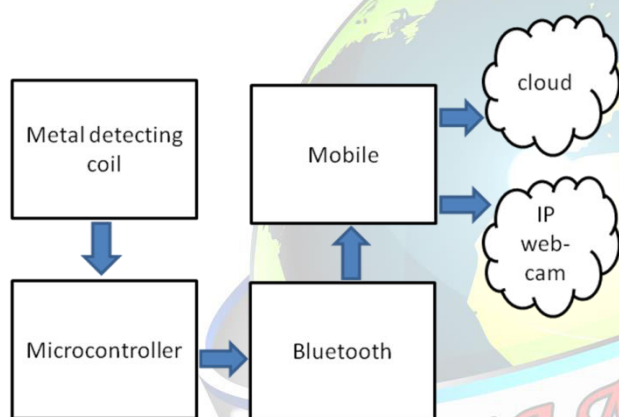 Metal detecting
coil
Mobile
cloud
IP
web-
cam
Microcontroller
Bluetooth